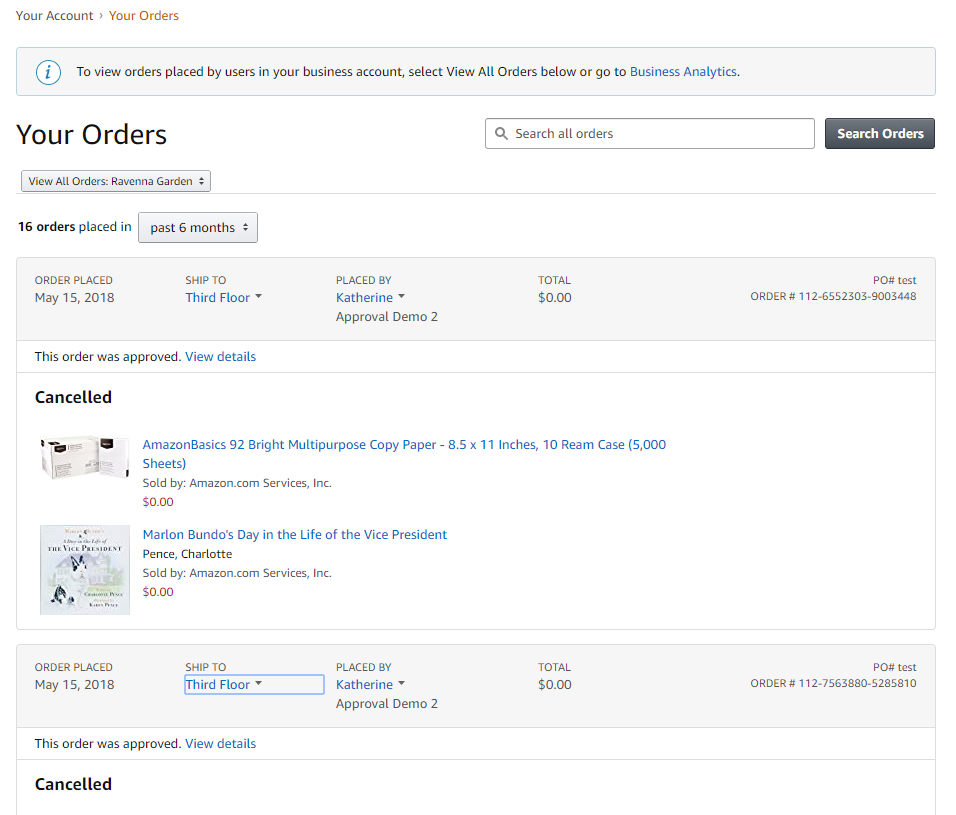 Your Account › Your Orders
To view orders placed by users in your business account, select View All Orders below or go to Business Analytics.
Your Orders
Search all orders
Search Orders
View All Orders: Ravenna Garden
16 orders placed in past 6 months
ORDER PLACED SHIP TO PLACED BY TOTAL PO# test
May 15, 2018 Third Floor Katherine $0.00 ORDER # 112-6552303-9003448
Approval Demo 2
This order was approved. View details
Cancelled
AmazonBasics 92 Bright Multipurpose Copy Paper - 8.5 x 11 Inches, 10 Ream Case (5,000
Sheets)
Sold by: Amazon.com Services, Inc.
$0.00
THE VICE PRESIDENT
CHARLOTTE PENCE
KAREN PENCE
Marlon Bundo's Day in the Life of the Vice President
Pence, Charlotte
Sold by: Amazon.com Services, Inc.
$0.00
ORDER PLACED SHIP TO PLACED BY TOTAL PO# test
May 15, 2018 Third Floor Katherine $0.00 ORDER # 112-7563880-5285810
Approval Demo 2
This order was approved. View details
Cancelled